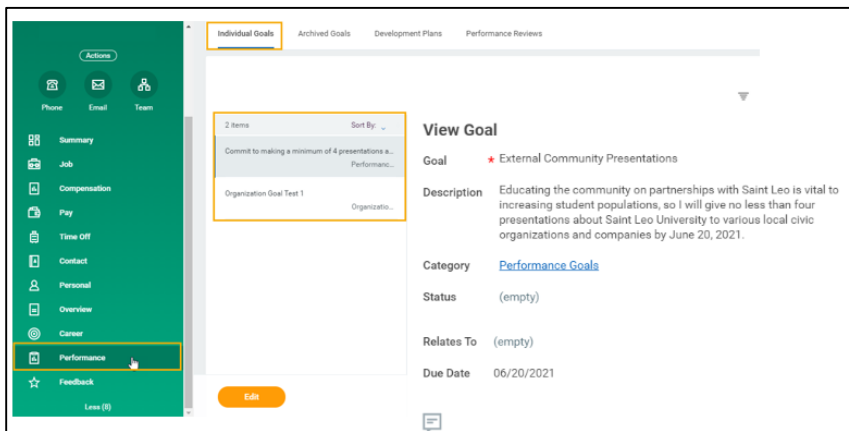 Actions
Phone Email Team
Summary
Job
Compensation
Pay
Time Off
Contact
Personal
Overview
Career
Performance
Feedback
Less (8)
Individual Goals Archived Goals Development Plans Performance Reviews
2 items Sort By:
Commit to making a minimum of 4 presentations a...
Performanc...
Organization Goal Test 1
Organizatio...
Edit
View Goal
Goal * External Community Presentations
Description Educating the community on partnerships with Saint Leo is vital to
increasing student populations, so I will give no less than four
presentations about Saint Leo University to various local civic
organizations and companies by June 20, 2021.
Category Performance Goals
Status (empty)
Relates To (empty)
Due Date 06/20/2021